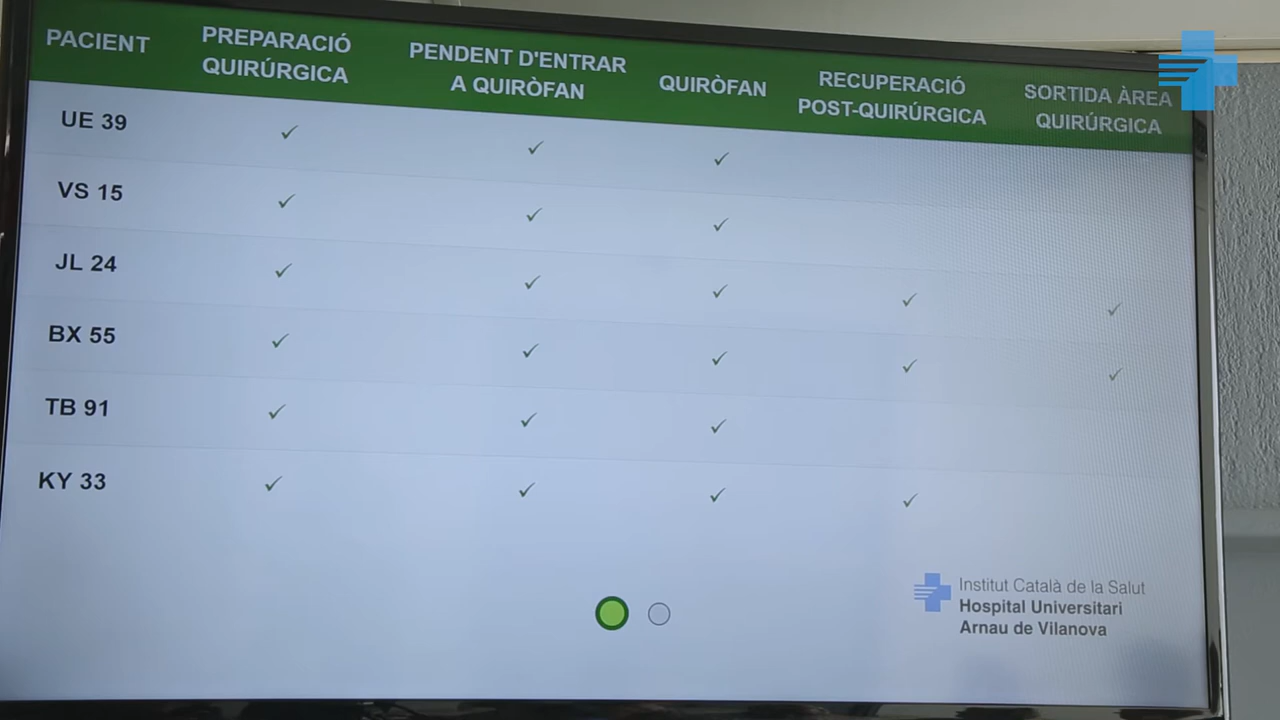 PACIENT PREPARACIÓ QUIRÚRGICA PENDENT D'ENTRAR A QUIRÒFAN QUIRÒFAN RECUPERACIÓ POST-QUIRÚRGICA SORTIDA ÀREA QUIRÚRGICA
UE 39 ✓ ✓ ✓
VS 15 ✓ ✓ ✓
JL 24 ✓ ✓ ✓ ✓ ✓
BX 55 ✓ ✓ ✓ ✓ ✓
TB 91 ✓ ✓ ✓
KY 33 ✓ ✓ ✓ ✓
Institut Català de la Salut
Hospital Universitari
Arnau de Vilanova